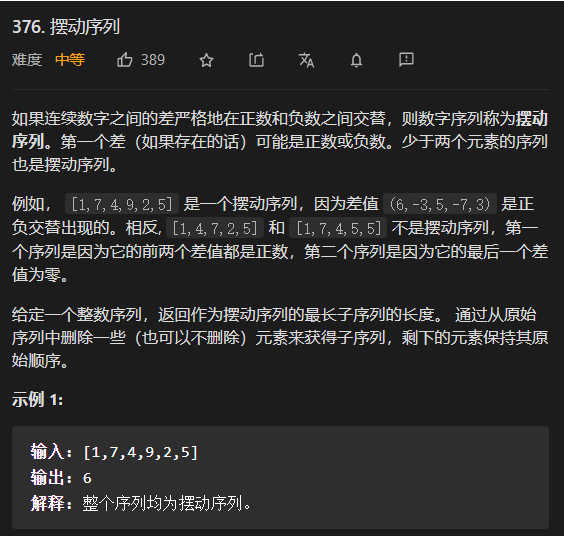 376. 摆动序列
难度 中等 389
如果连续数字之间的差严格地在正数和负数之间交替，则数字序列称为摆动
序列。第一个差（如果存在的话）可能是正数或负数。少于两个元素的序列
也是摆动序列。
例如， [1,7,4,9,2,5] 是一个摆动序列，因为差值 (6,-3,5,-7,3) 是正
负交替出现的。相反, [1,4,7,2,5] 和 [1,7,4,5,5] 不是摆动序列，第一
个序列是因为它的前两个差值都是正数，第二个序列是因为它的最后一个差
值为零。
给定一个整数序列，返回作为摆动序列的最长子序列的长度。 通过从原始
序列中删除一些（也可以不删除）元素来获得子序列，剩下的元素保持其原
始顺序。
示例 1:
输入: [1,7,4,9,2,5]
输出: 6
解释: 整个序列均为摆动序列。